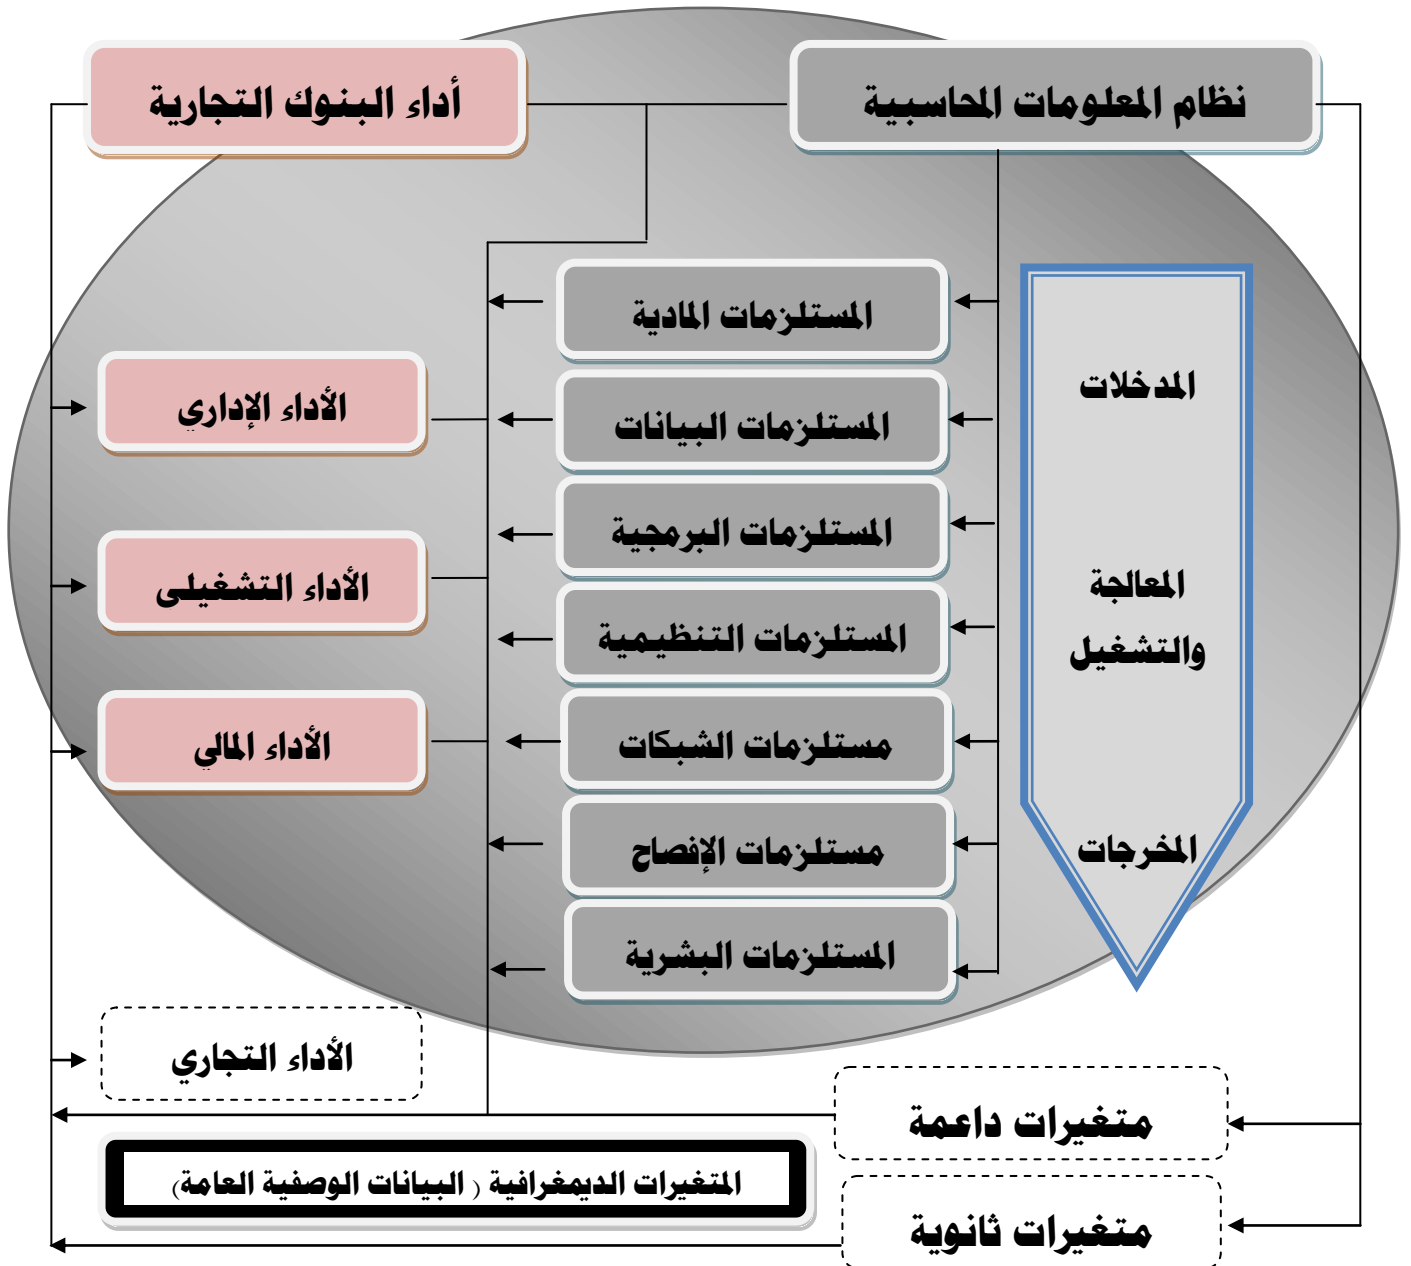 نظام المعلومات المحاسبية
أداء البنوك التجارية
المدخلات
المعالجة
والتشغيل
المخرجات
المستلزمات المادية
المستلزمات البيانات
المستلزمات البرمجية
المستلزمات التنظيمية
مستلزمات الشبكات
مستلزمات الإفصاح
المستلزمات البشرية
الأداء الإداري
الأداء التشغيلى
الأداء المالي
الأداء التجاري
متغيرات داعمة
المتغيرات الديمغرافية ( البيانات الوصفية العامة)
متغيرات ثانوية